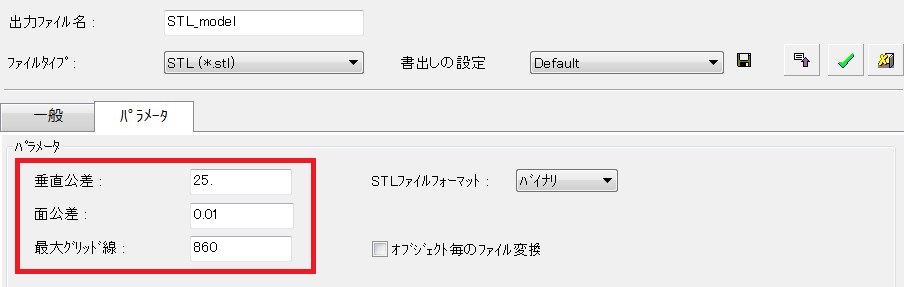 出力ファイル名 : STL_model
ファイルタイプ : STL (*.stl) 書出しの設定 Default
一般 パラメータ
パラメータ
垂直公差 : 25. STLファイルフォーマット : バイナリ
面公差 : 0.01
最大グリッド線 : 860 オブジェクト毎のファイル変換